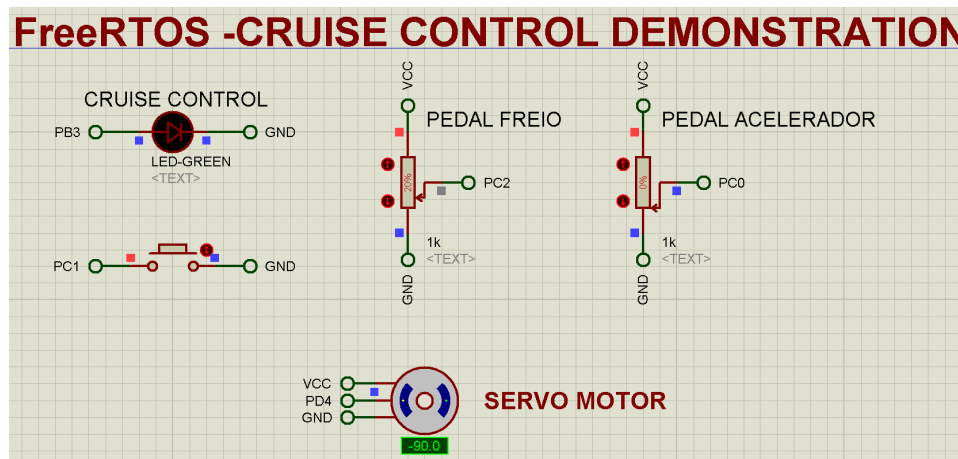 FreeRTOS -CRUISE CONTROL DEMONSTRATION
CRUISE CONTROL
PB3
GND
LED-GREEN
<TEXT>
PC1
GND
VCC
PEDAL FREIO
20%
PC2
1k
<TEXT>
GND
VCC
PEDAL ACELERADOR
0%
PC0
1k
<TEXT>
GND
VCC
PD4
GND
SERVO MOTOR
-90.0